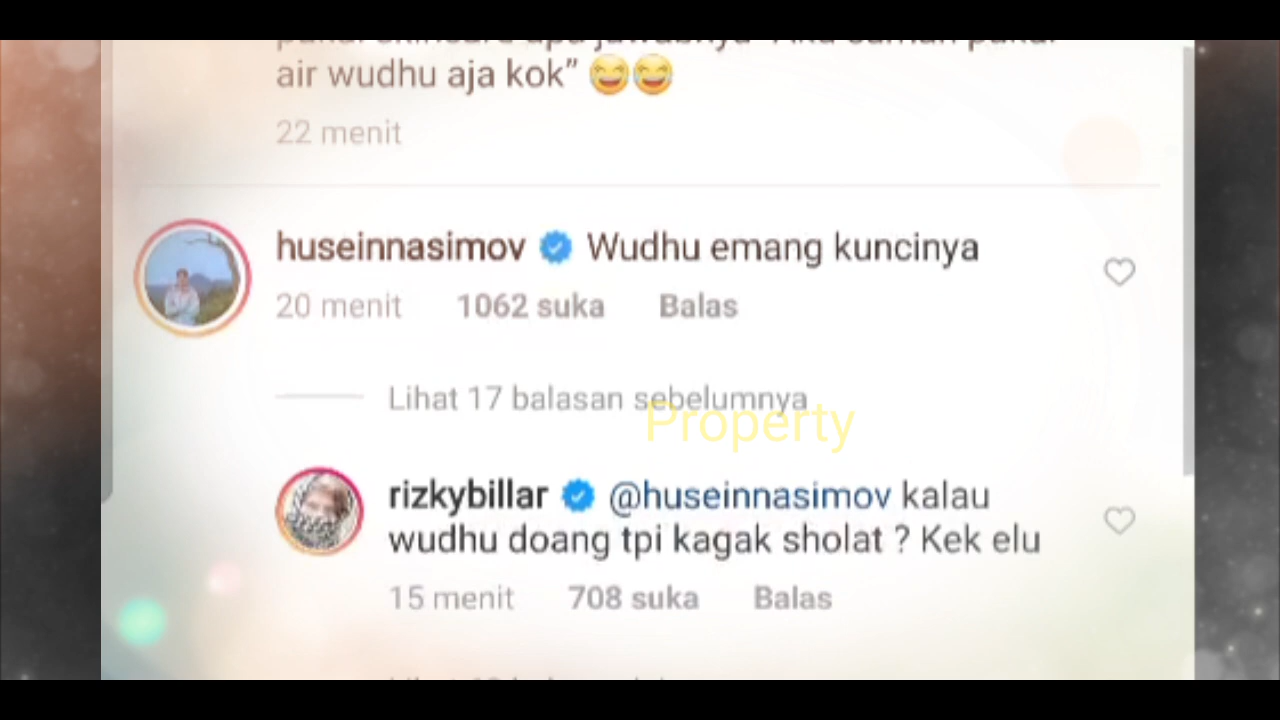 air wudhu aja kok” 😂😂
22 menit
huseinnasimov Wudhu emang kuncinya
20 menit 1062 suka Balas
Lihat 17 balasan sebelumnya
Property
rizkybillar @huseinnasimov kalau
wudhu doang tpi kagak sholat ? Kek elu
15 menit 708 suka Balas